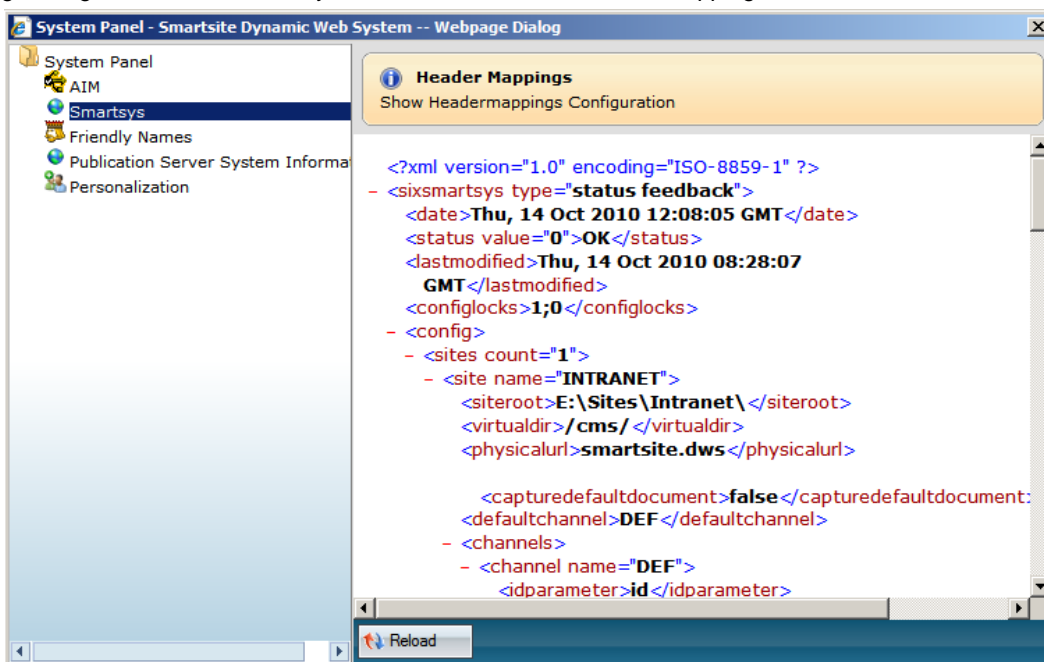 System Panel - Smartsite Dynamic Web System -- Webpage Dialog
System Panel
AIM
Smartsys
Friendly Names
Publication Server System Informa
Personalization
Header Mappings
Show Headermappings Configuration
<?xml version="1.0" encoding="ISO-8859-1" ?>
- <sixsmartsys type="status feedback">
<date>Thu, 14 Oct 2010 12:08:05 GMT</date>
<status value="0">OK</status>
<lastmodified>Thu, 14 Oct 2010 08:28:07
GMT</lastmodified>
<configlocks>1;0</configlocks>
- <config>
- <sites count="1">
- <site name="INTRANET">
<siteroot>E:\Sites\Intranet\</siteroot>
<virtualdir>/cms/</virtualdir>
<physicalurl>smartsite.dws</physicalurl>
<capturedefaultdocument>false</capturedefaultdocument>
<defaultchannel>DEF</defaultchannel>
- <channels>
- <channel name="DEF">
<idparameter>id</idparameter>
Reload